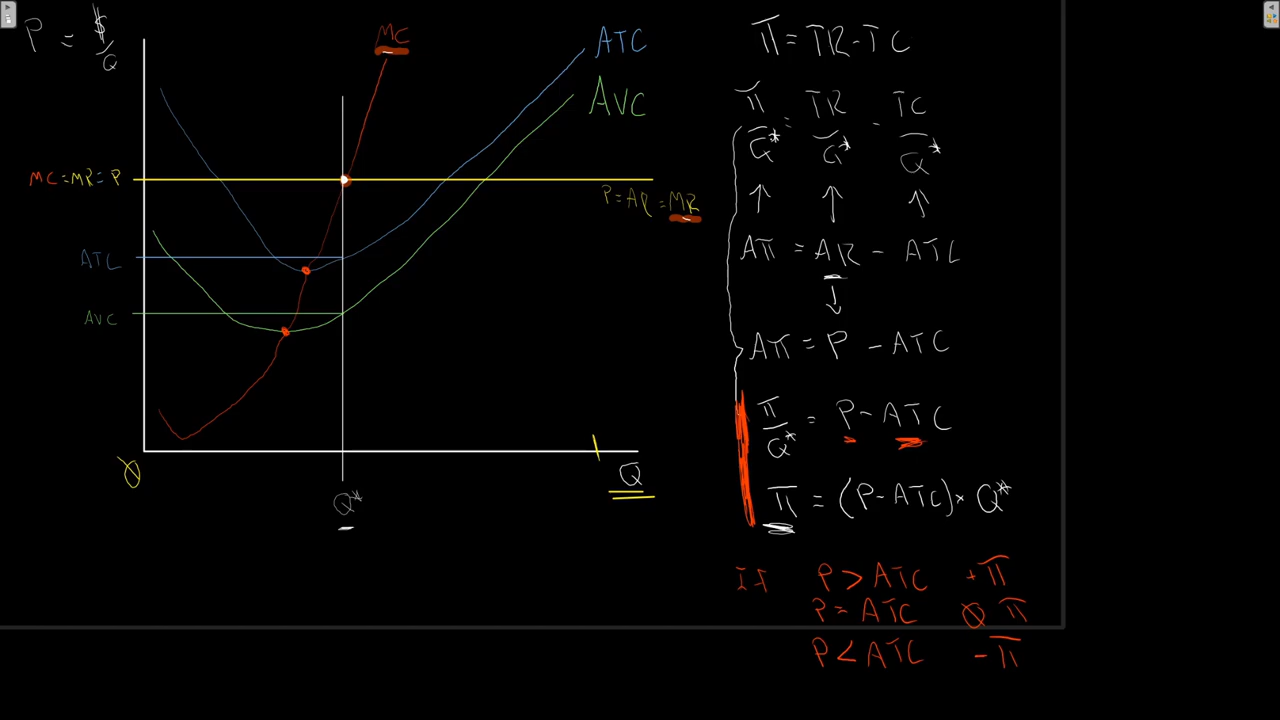 P = $/Q
MC
ATC
AVC
MC=MR=P
P=AR=MR
ATC
AVC
0
Q
Q*
π = TR-TC
π/Q* = TR/Q* - TC/Q*
↑ ↑ ↑
Aπ = AR - ATC
↓
Aπ = P - ATC
π/Q* = P - ATC
π = (P-ATC)×Q*
If P > ATC +π
P = ATC 0 π
P < ATC -π